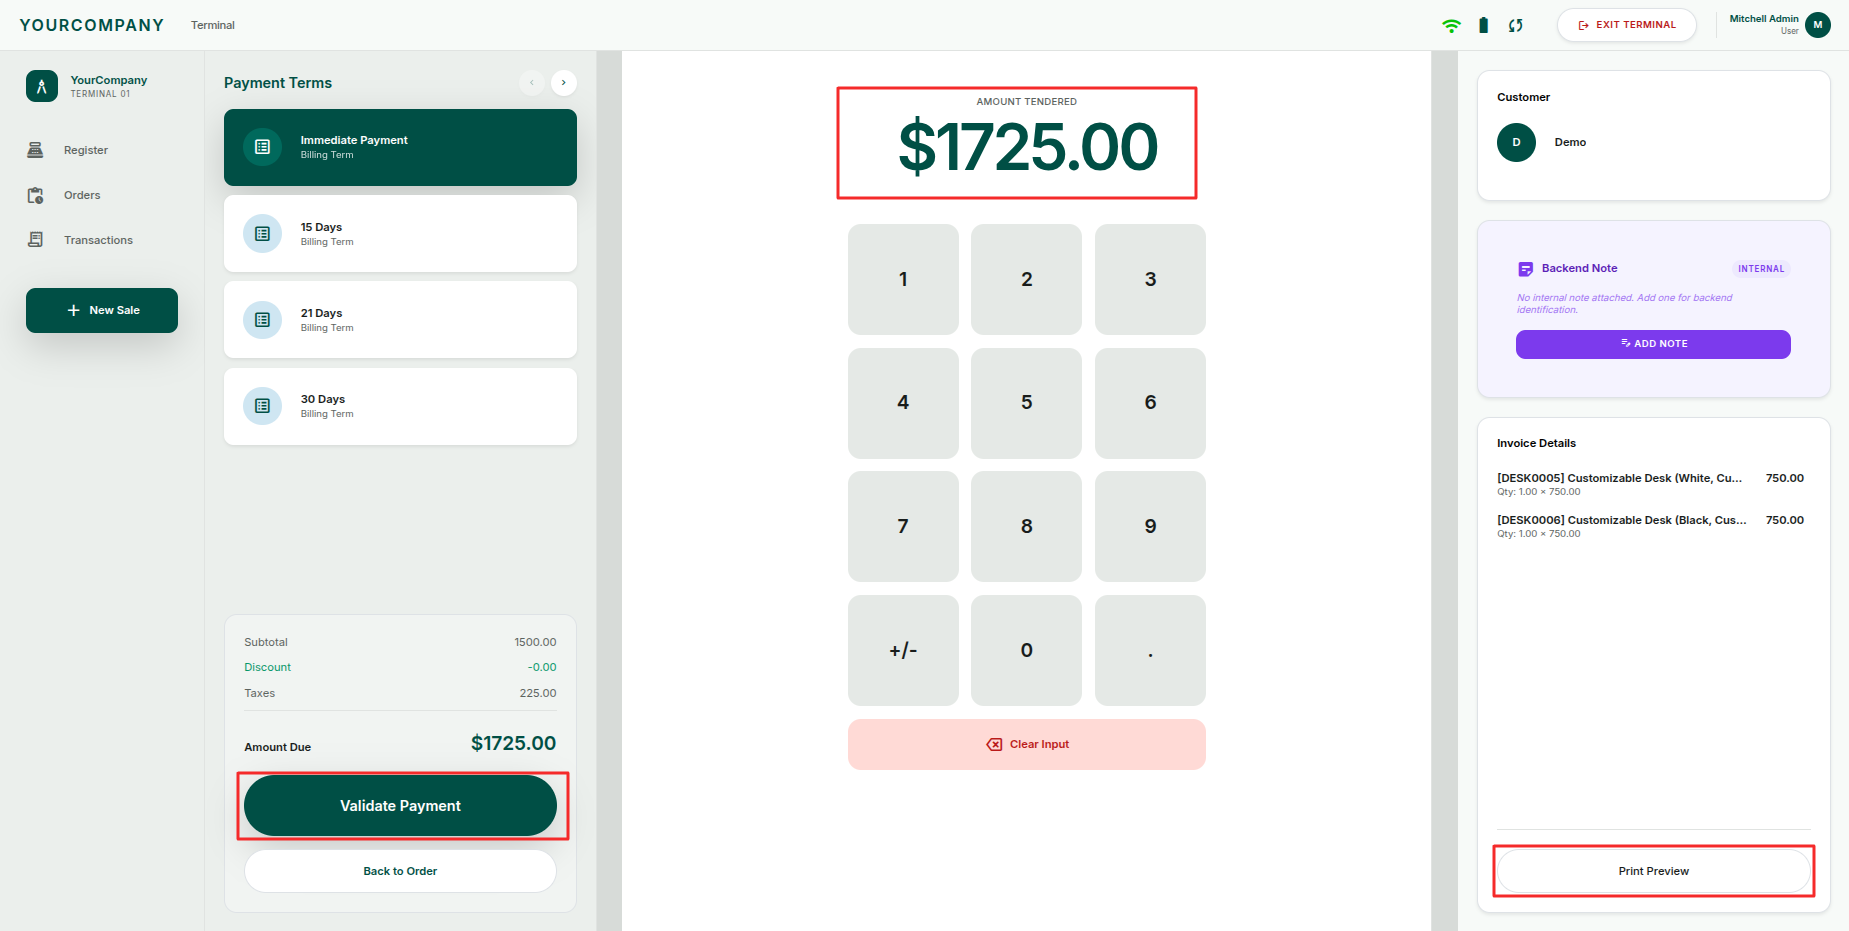 YOURCOMPANY
Terminal
EXIT TERMINAL
Mitchell Admin
User
M
YourCompany
TERMINAL 01
Register
Orders
Transactions
New Sale
Payment Terms
Immediate Payment
Billing Term
15 Days
Billing Term
21 Days
Billing Term
30 Days
Billing Term
Subtotal 1500.00
Discount -0.00
Taxes 225.00
Amount Due $1725.00
Validate Payment
Back to Order
AMOUNT TENDERED
$1725.00
1 2 3
4 5 6
7 8 9
+/- 0 .
Clear Input
Customer
D Demo
Backend Note INTERNAL
No internal note attached. Add one for backend
identification.
ADD NOTE
Invoice Details
[DESK0005] Customizable Desk (White, Cu... 750.00
Qty: 1.00 × 750.00
[DESK0006] Customizable Desk (Black, Cus... 750.00
Qty: 1.00 × 750.00
Print Preview